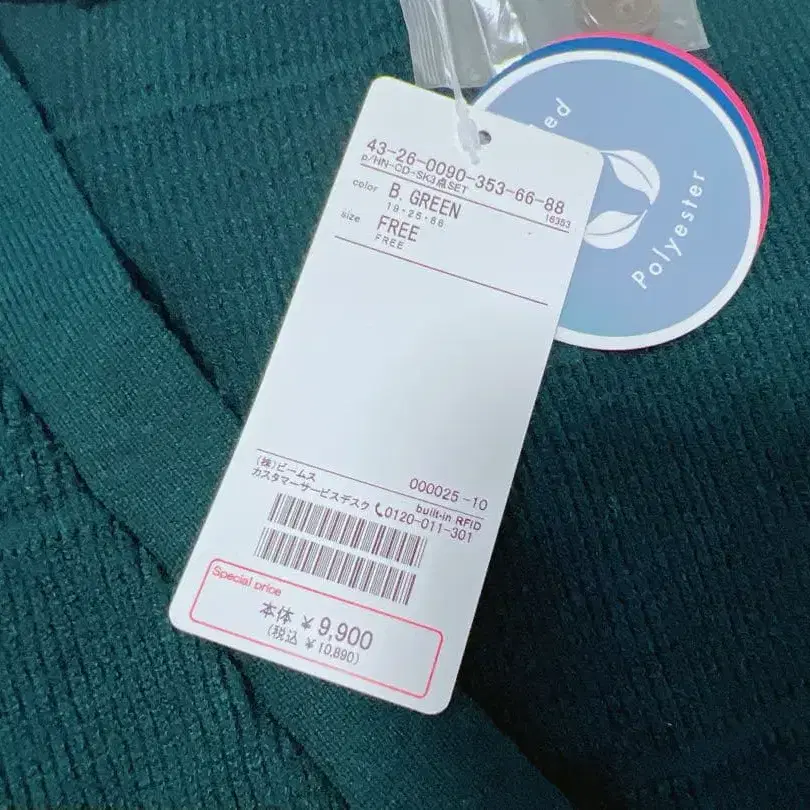 43-26-0090-353-66-88
b/HN-CD-SK3点SET 16353
color B. GREEN
19・25・66
size FREE
FREE
(株)ビームス 000025-10
カスタマーサービスデスク 0120-011-301
built-in RFID
Special price
本体 ¥9,900
(税込 ¥10,890)
Polyester